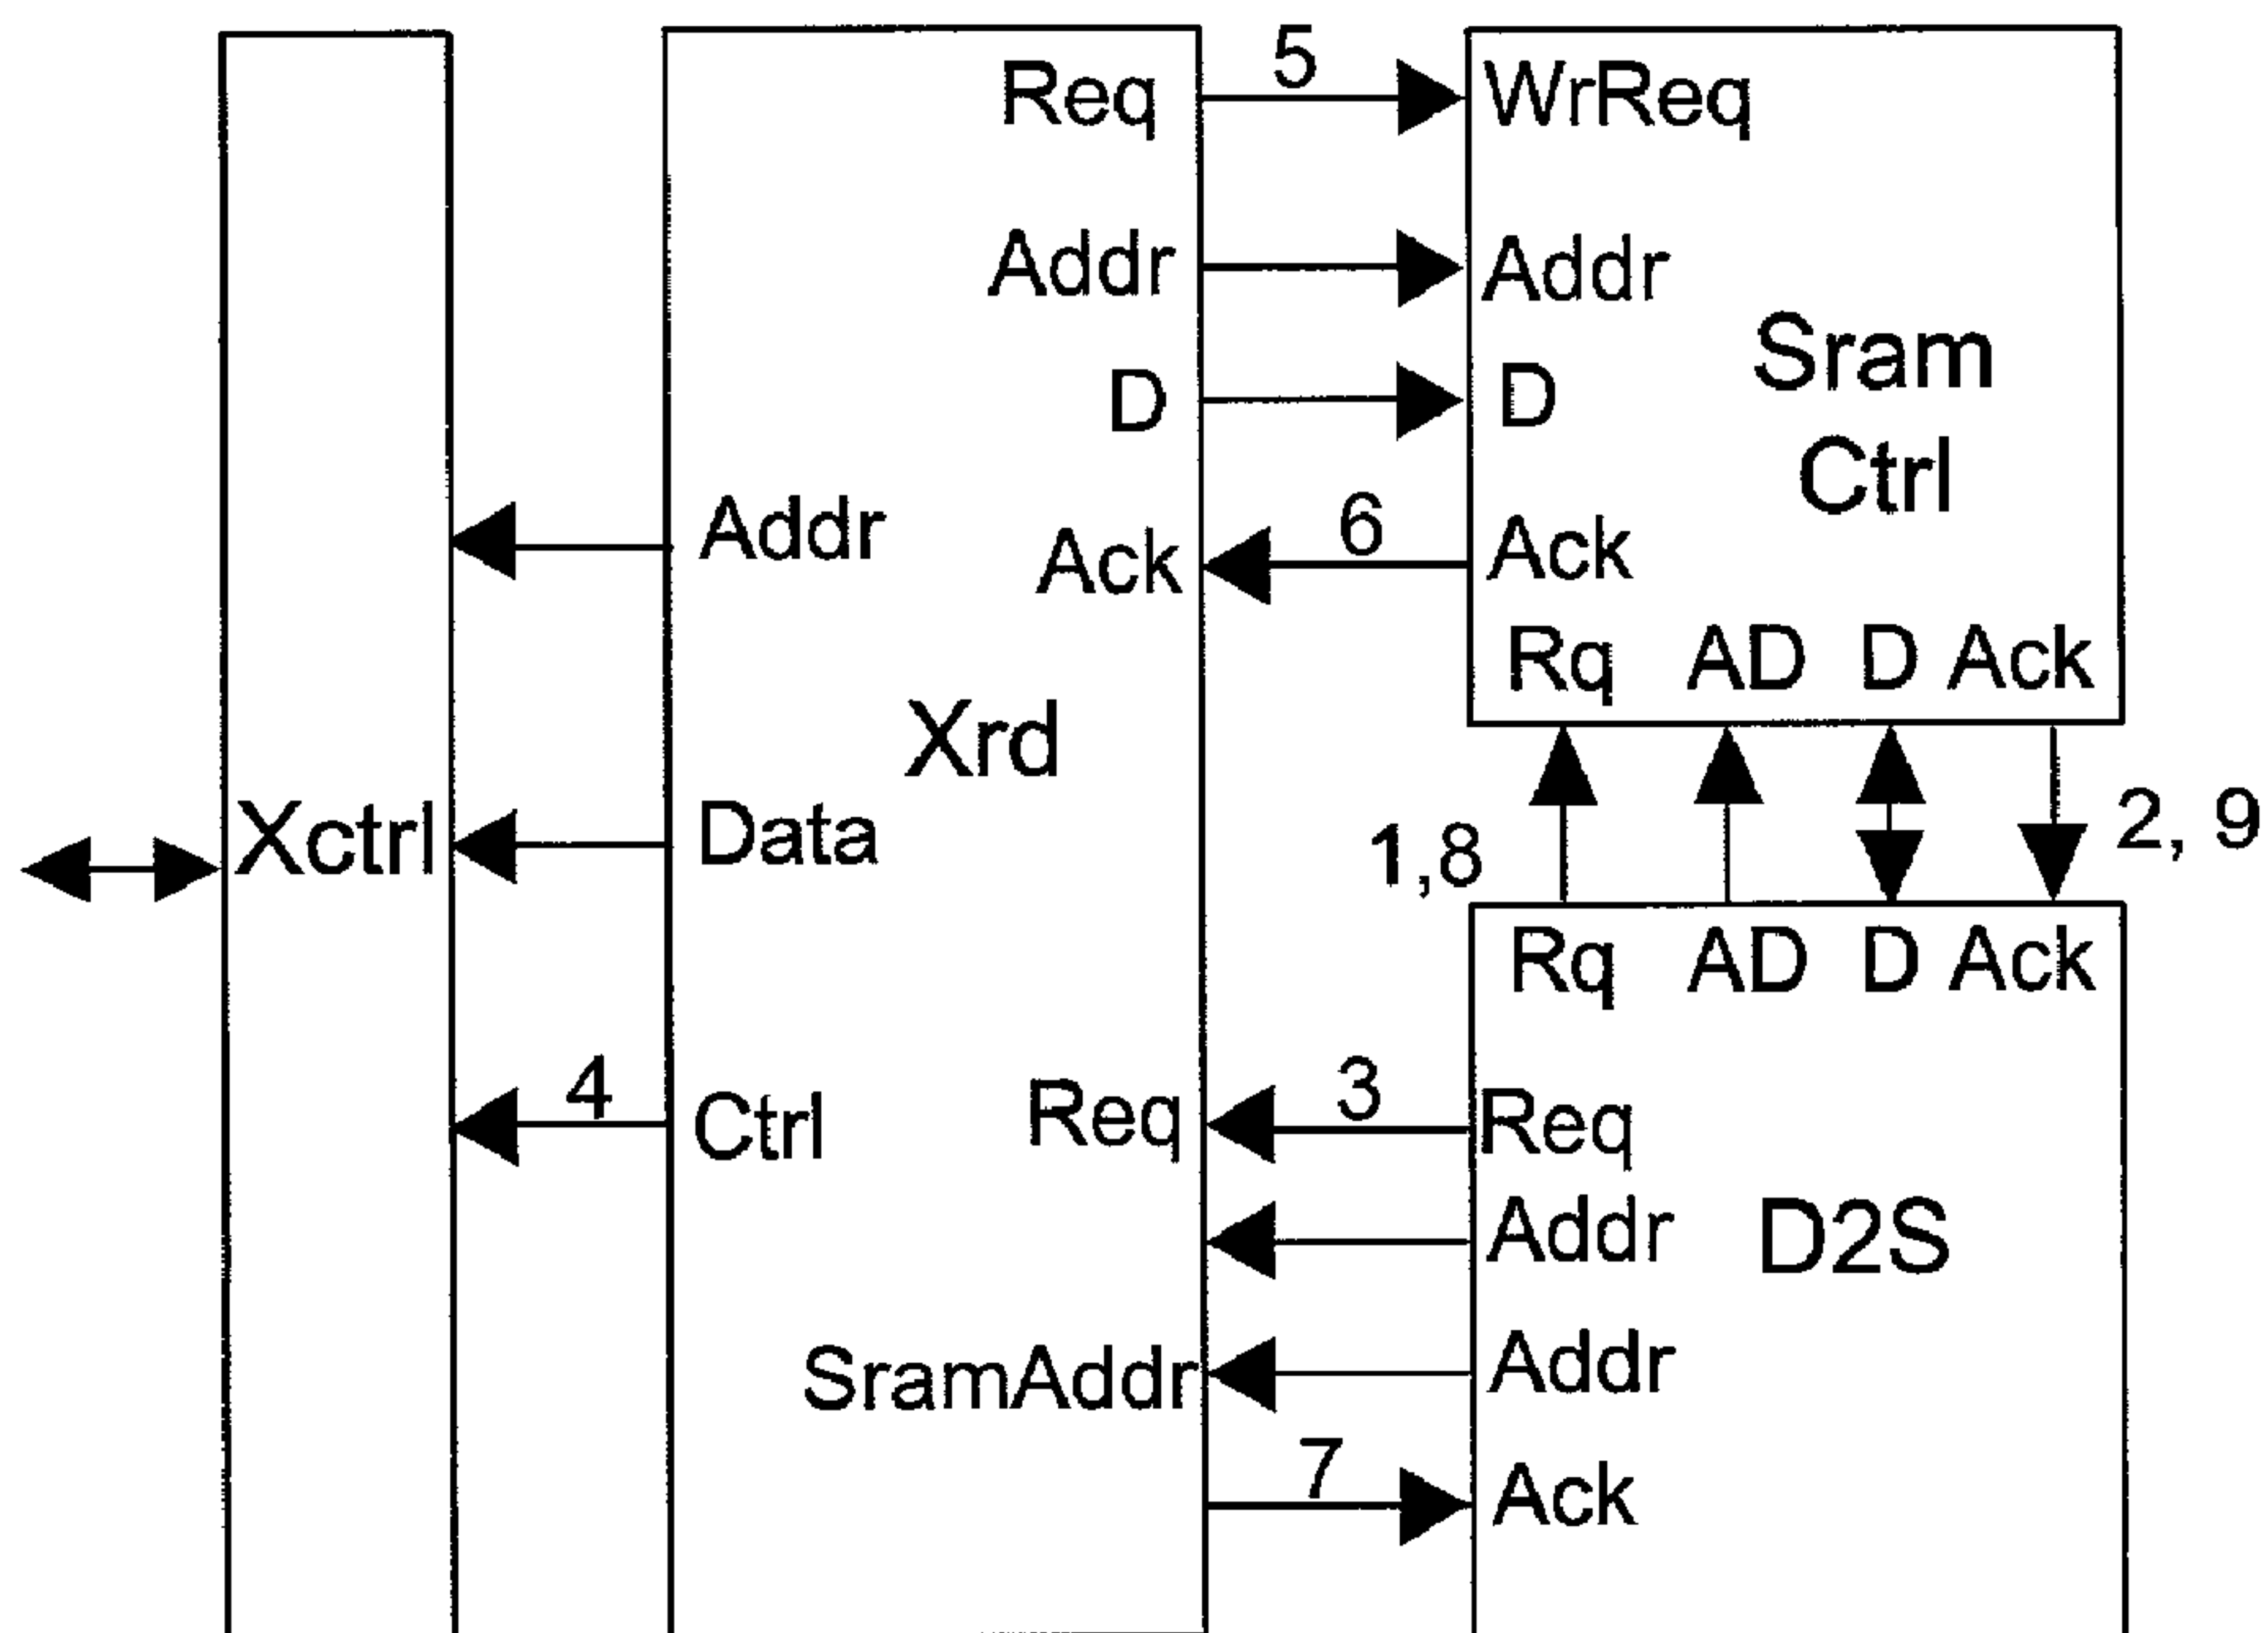 Req 5 WrReq
Addr Addr
D D
Sram
Ctrl
Addr
Ack 6 Ack
Rq AD D Ack
Xrd
Xctrl Data
1,8
2, 9
Rq AD D Ack
4 Ctrl
Req 3 Req
Addr
D2S
SramAddr Addr
7 Ack